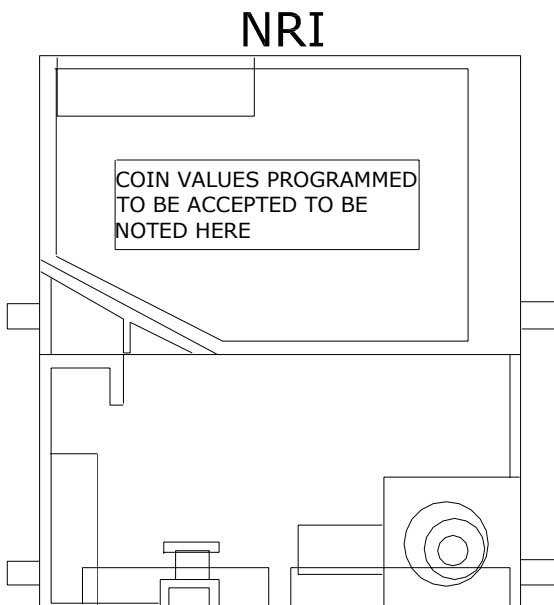 NRI
COIN VALUES PROGRAMMED
TO BE ACCEPTED TO BE
NOTED HERE